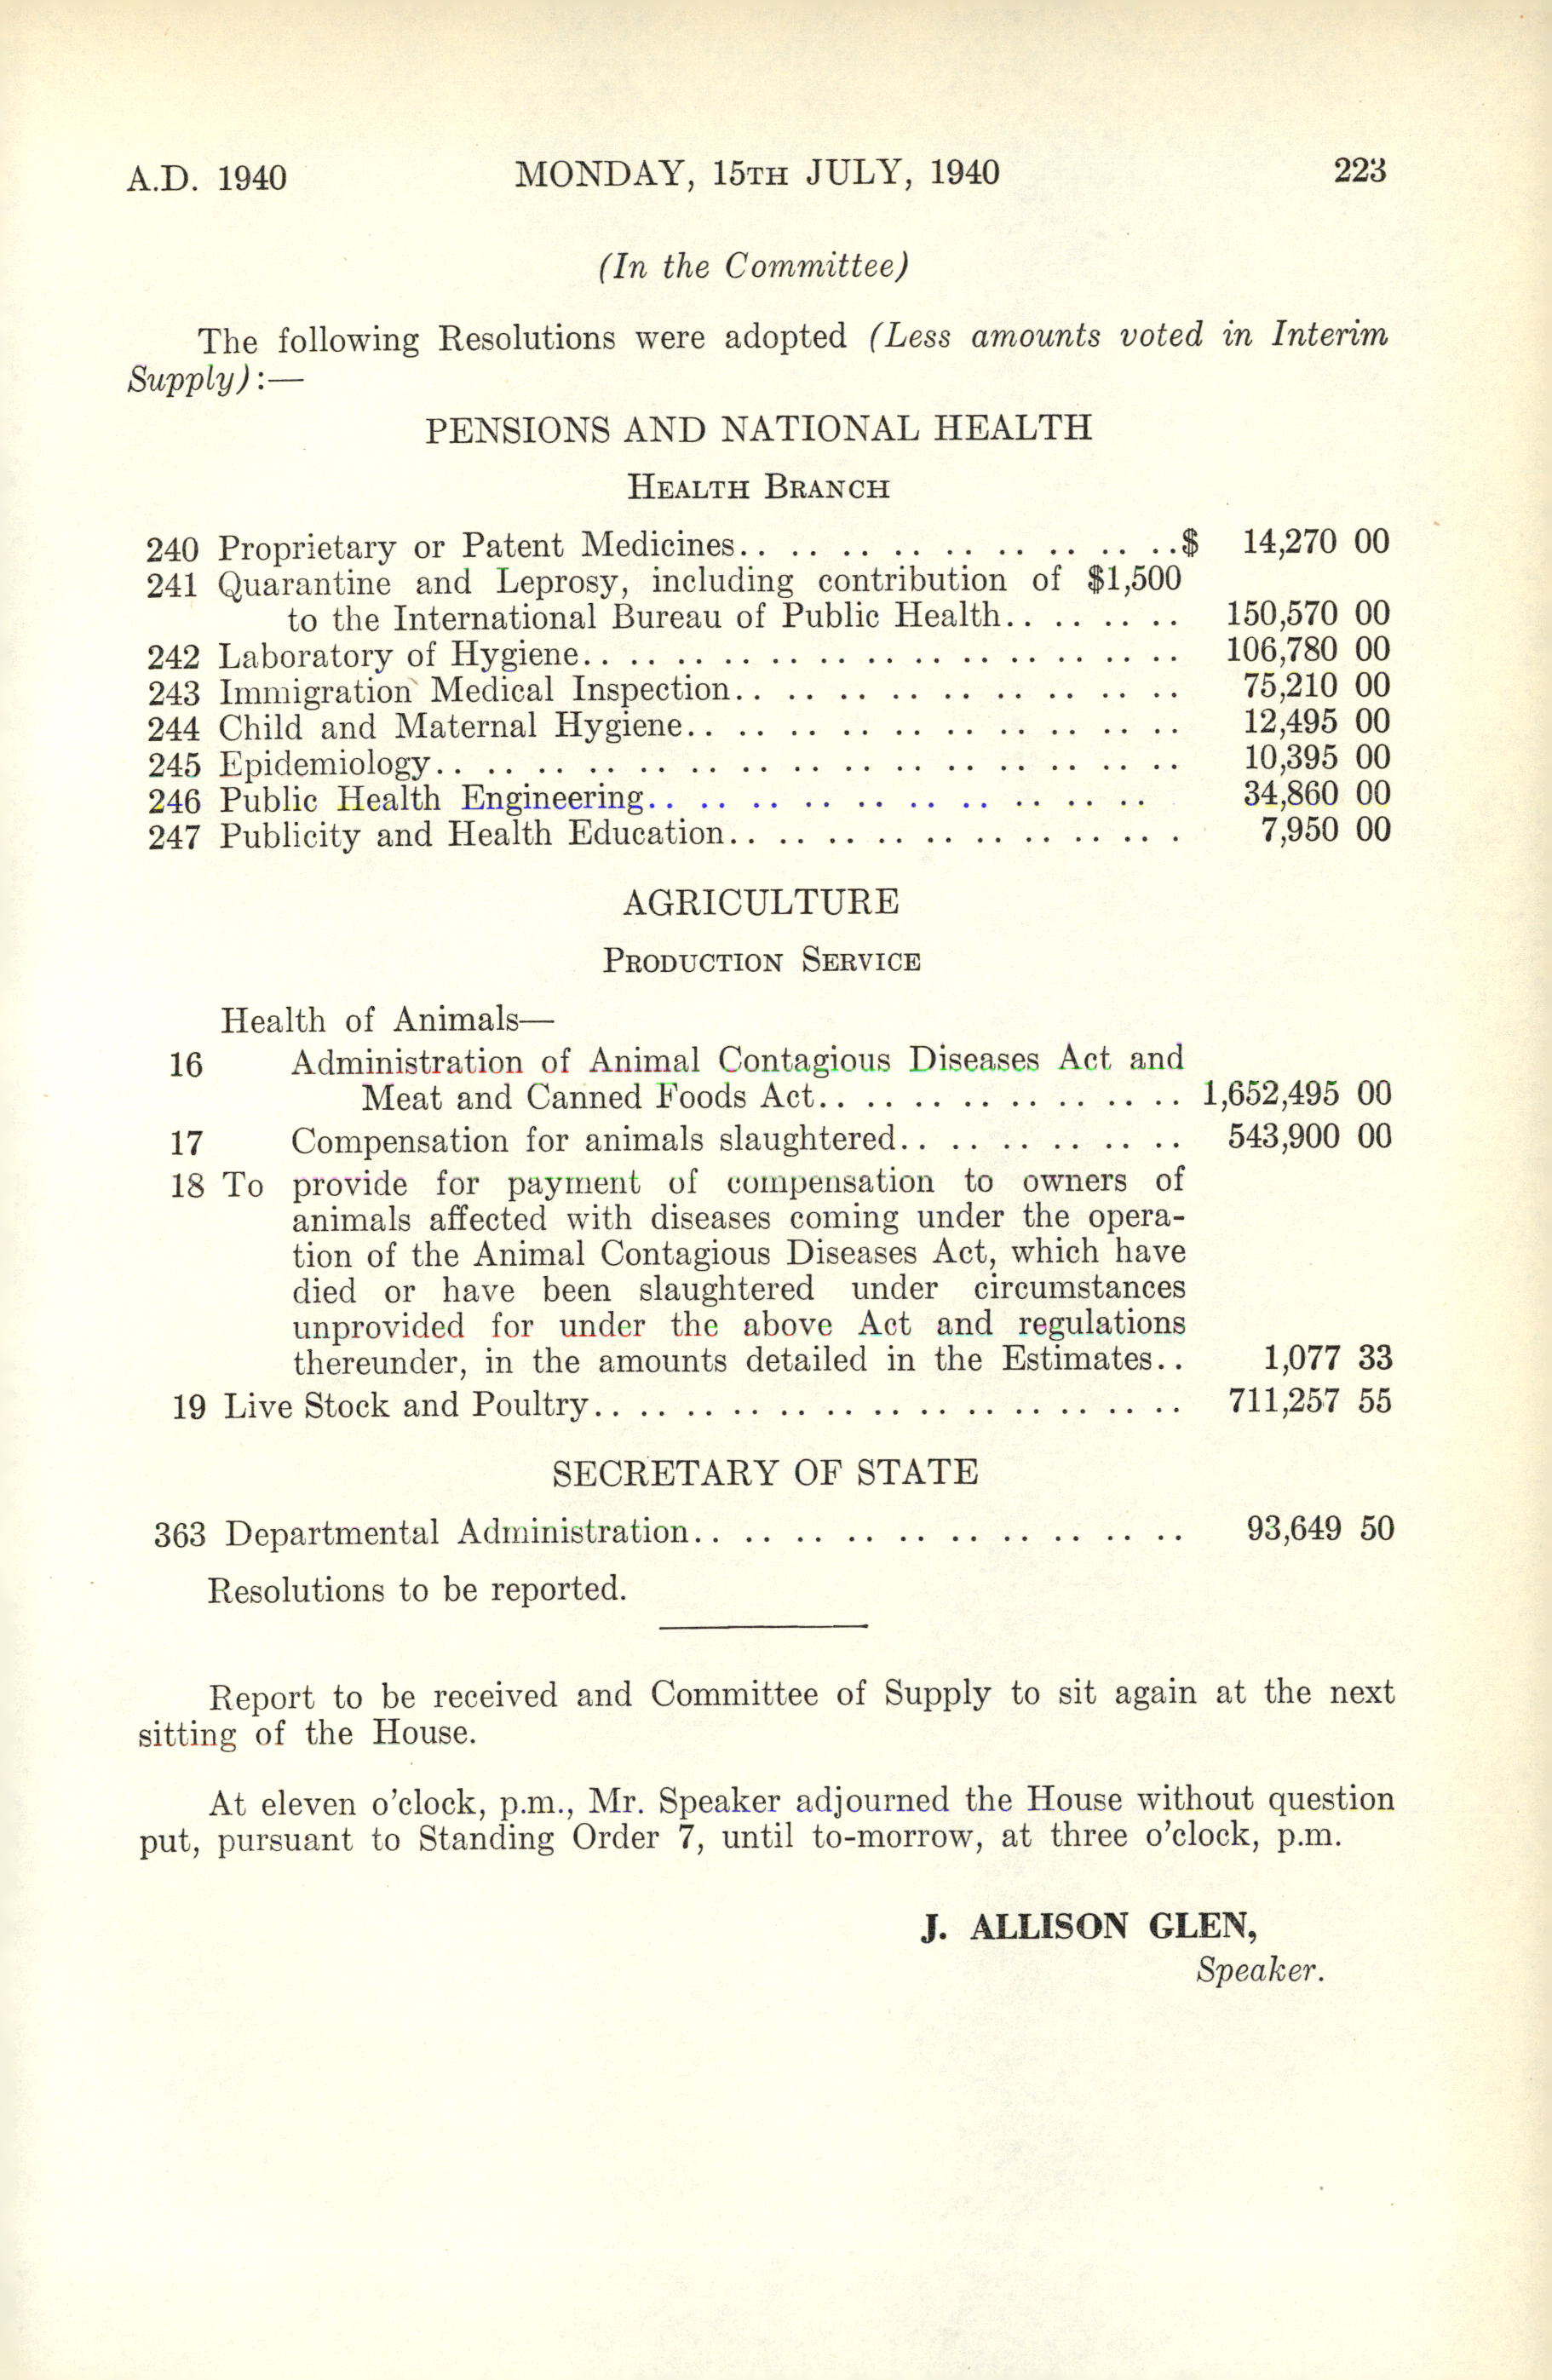 A.D. 1940 MONDAY, 15TH JULY, 1940 223
(In the Committee)
The following Resolutions were adopted (Less amounts voted in Interim
Supply):—
PENSIONS AND NATIONAL HEALTH
HEALTH BRANCH
240 Proprietary or Patent Medicines.. .. .. .. .. .. .. .. ..$ 14,270 00
241 Quarantine and Leprosy, including contribution of $1,500
to the International Bureau of Public Health.. .. .. .. 150,570 00
242 Laboratory of Hygiene.. .. .. .. .. .. .. .. .. .. .. .. .. 106,780 00
243 Immigration Medical Inspection.. .. .. .. .. .. .. .. .. 75,210 00
244 Child and Maternal Hygiene.. .. .. .. .. .. .. .. .. .. 12,495 00
245 Epidemiology.. .. .. .. .. .. .. .. .. .. .. .. .. .. .. 10,395 00
246 Public Health Engineering.. .. .. .. .. .. .. .. .. .. 34,860 00
247 Publicity and Health Education.. .. .. .. .. .. .. .. .. . 7,950 00
AGRICULTURE
PRODUCTION SERVICE
Health of Animals—
16 Administration of Animal Contagious Diseases Act and
Meat and Canned Foods Act.. .. .. .. .. .. .. .. 1,652,495 00
17 Compensation for animals slaughtered.. .. .. .. .. .. 543,900 00
18 To provide for payment of compensation to owners of
animals affected with diseases coming under the opera-
tion of the Animal Contagious Diseases Act, which have
died or have been slaughtered under circumstances
unprovided for under the above Act and regulations
thereunder, in the amounts detailed in the Estimates.. 1,077 33
19 Live Stock and Poultry.. .. .. .. .. .. .. .. .. .. .. .. .. 711,257 55
SECRETARY OF STATE
363 Departmental Administration.. .. .. .. .. .. .. .. .. .. 93,649 50
Resolutions to be reported.
Report to be received and Committee of Supply to sit again at the next
sitting of the House.
At eleven o'clock, p.m., Mr. Speaker adjourned the House without question
put, pursuant to Standing Order 7, until to-morrow, at three o'clock, p.m.
J. ALLISON GLEN,
Speaker.